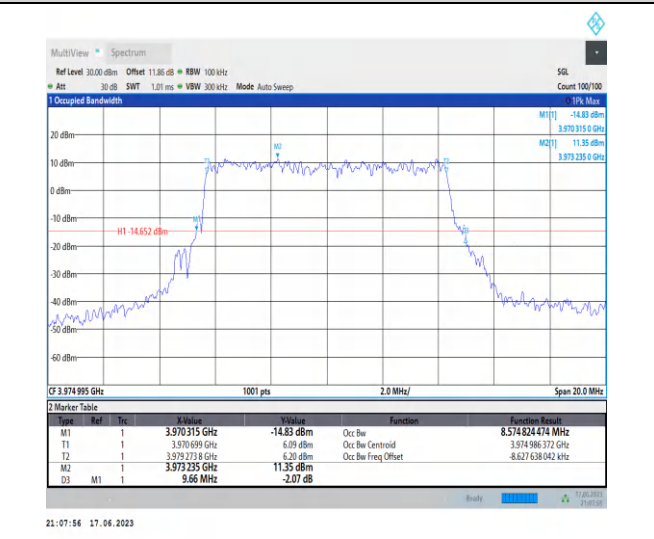 MultiView Spectrum
Ref Level 30.00 dBm Offset 11.86 dB RBW 100 kHz SGL
Att 30 dB SWT 1.01 ms VBW 300 kHz Mode Auto Sweep Count 100/100
1 Occupied Bandwidth 1Pk Max
M1[1] -14.83 dBm
3.970 315 0 GHz
M2[1] 11.35 dBm
3.973 235 0 GHz
20 dBm
M2
10 dBm
0 dBm
-10 dBm
M1
H1 -14.652 dBm
-20 dBm
-30 dBm
-40 dBm
-50 dBm
-60 dBm
CF 3.974 995 GHz 1001 pts 2.0 MHz/ Span 20.0 MHz
2 Marker Table
Type Ref Trc X-Value Y-Value Function Function Result
M1 1 3.970 315 GHz -14.83 dBm Occ Bw 8.574 824 474 MHz
T1 1 3.970 699 GHz 6.09 dBm Occ Bw Centroid 3.974 986 372 GHz
T2 1 3.979 273 8 GHz 6.20 dBm Occ Bw Freq Offset -8.627 638 042 kHz
M2 1 3.973 235 GHz 11.35 dBm
D3 M1 1 9.66 MHz -2.07 dB
Ready 17.06.2023
21:07:56 17.06.2023